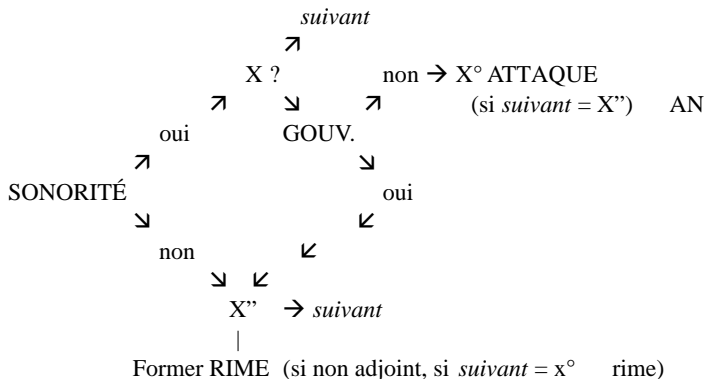 suivant
↗
X ? non → X° ATTAQUE
↗ ↘ ↗ (si suivant = X”) AN
oui GOUV.
↗ ↘
SONORITÉ oui
↘ ↙
non ↙
↘ ↙
X” → suivant
|
Former RIME (si non adjoint, si suivant = x° rime)